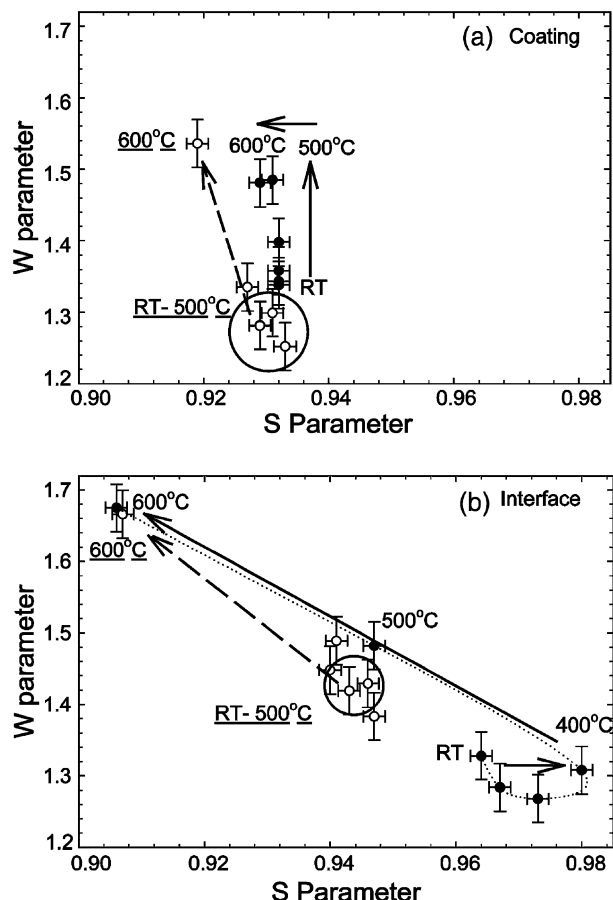 1.7
(a) Coating
1.6
600°C
600°C 500°C
1.5
W parameter
1.4
RT
RT- 500°C
1.3
1.2
0.90 0.92 0.94 0.96 0.98
S Parameter
1.7
(b) Interface
600°C
600°C
1.6
W parameter
500°C
1.5
1.4
RT- 500°C
400°C
RT
1.3
1.2
0.90 0.92 0.94 0.96 0.98
S Parameter